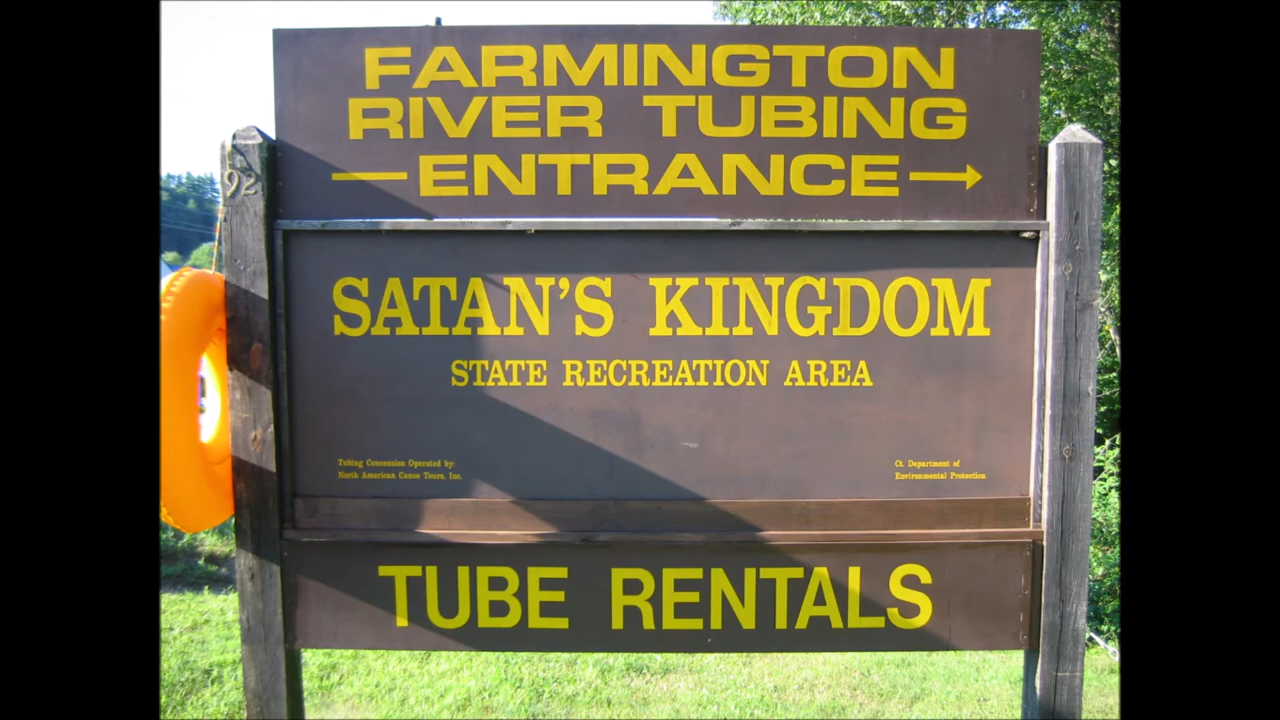 FARMINGTON
RIVER TUBING
ENTRANCE
92
SATAN'S KINGDOM
STATE RECREATION AREA
Tubing Concession Operated by:
North American Canoe Tours, Inc.
Ct. Department of
Environmental Protection
TUBE RENTALS